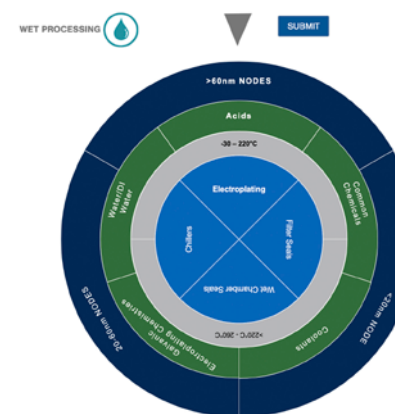 WET PROCESSING
SUBMIT
>60nm NODES
Acids
-30 – 220°C
Electroplating
Common
Chemicals
Water/DI
Water
Filter Seals
Chillers
Wet Chamber Seals
>220°C - 260°C
Coolants
Galvanic
Electroplating Chemistries
<20nm NODE
20-60nm NODES